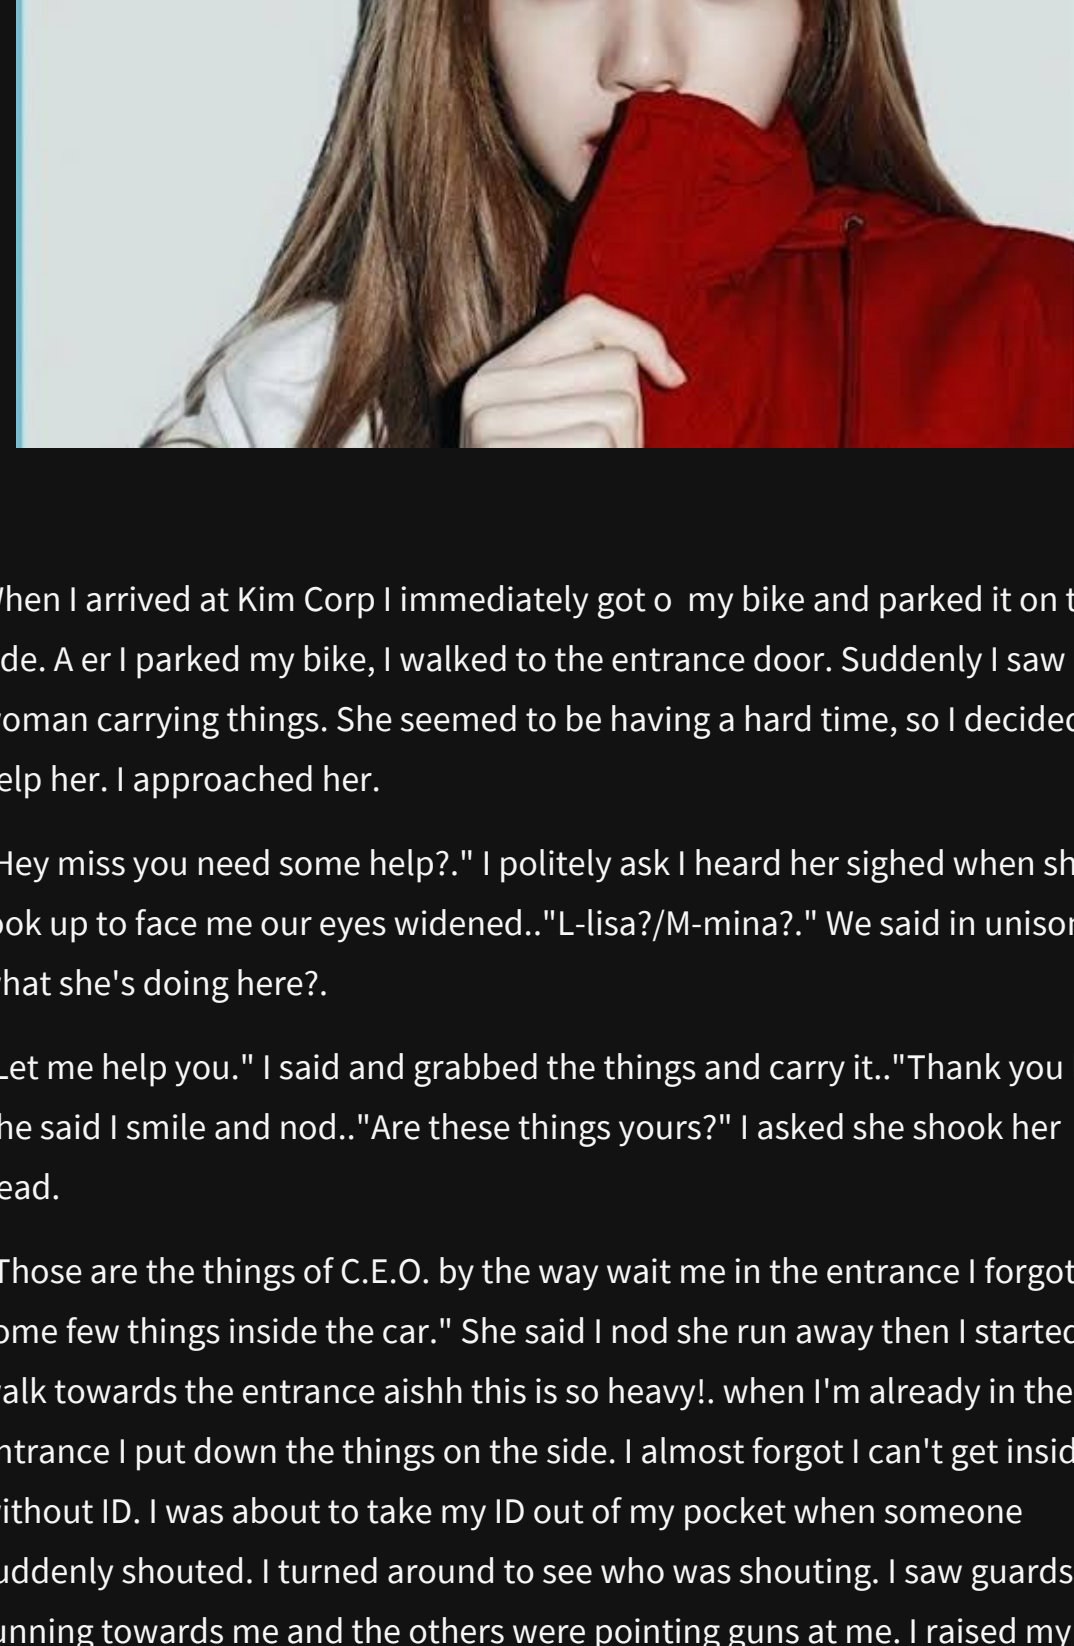 hen I arrived at Kim Corp I immediately got o  my bike and parked it on t
de. A er I parked my bike, I walked to the entrance door. Suddenly I saw
oman carrying things. She seemed to be having a hard time, so I decided
elp her. I approached her.
Hey miss you need some help?." I politely ask I heard her sighed when sh
ok up to face me our eyes widened.."L-lisa?/M-mina?." We said in unison
hat she's doing here?.
Let me help you." I said and grabbed the things and carry it.."Thank you
he said I smile and nod.."Are these things yours?" I asked she shook her
ead.
Those are the things of C.E.O. by the way wait me in the entrance I forgot
ome few things inside the car." She said I nod she run away then I started
alk towards the entrance aishh this is so heavy!. when I'm already in the
ntrance I put down the things on the side. I almost forgot I can't get insid
ithout ID. I was about to take my ID out of my pocket when someone
uddenly shouted. I turned around to see who was shouting. I saw guards
unning towards me and the others were pointing guns at me. I raised my